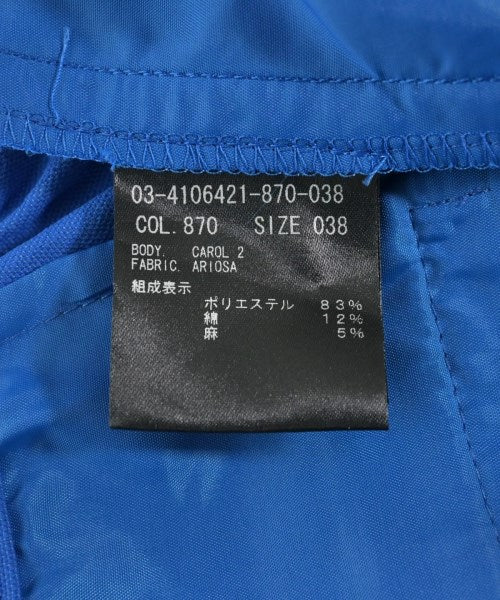 03-4106421-870-038
COL.870 SIZE 038
BODY. CAROL 2
FABRIC. ARIOSA
組成表示
ポリエステル 83%
綿 12%
麻 5%